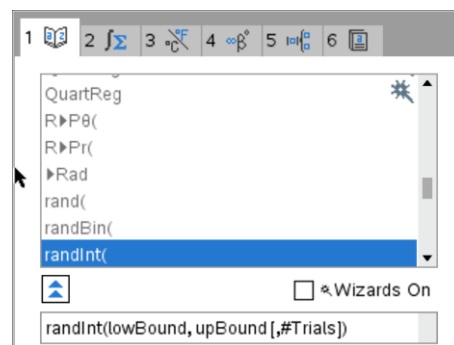 1 2 ∫Σ 3 °C °F 4 ∞β° 5 6
QuartReg
R▶Pθ(
R▶Pr(
▶Rad
rand(
randBin(
randInt(
Wizards On
randInt(lowBound, upBound [,#Trials])